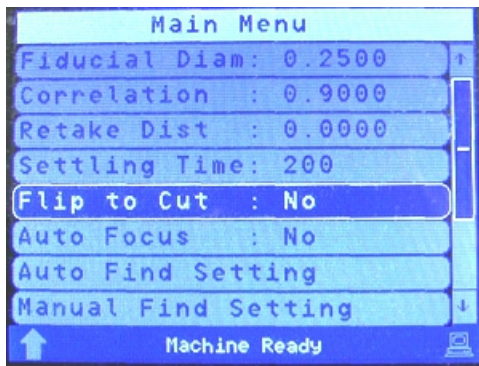 Main Menu
Fiducial Diam: 0.2500
Correlation : 0.9000
Retake Dist : 0.0000
Settling Time: 200
Flip to Cut : No
Auto Focus : No
Auto Find Setting
Manual Find Setting
Machine Ready